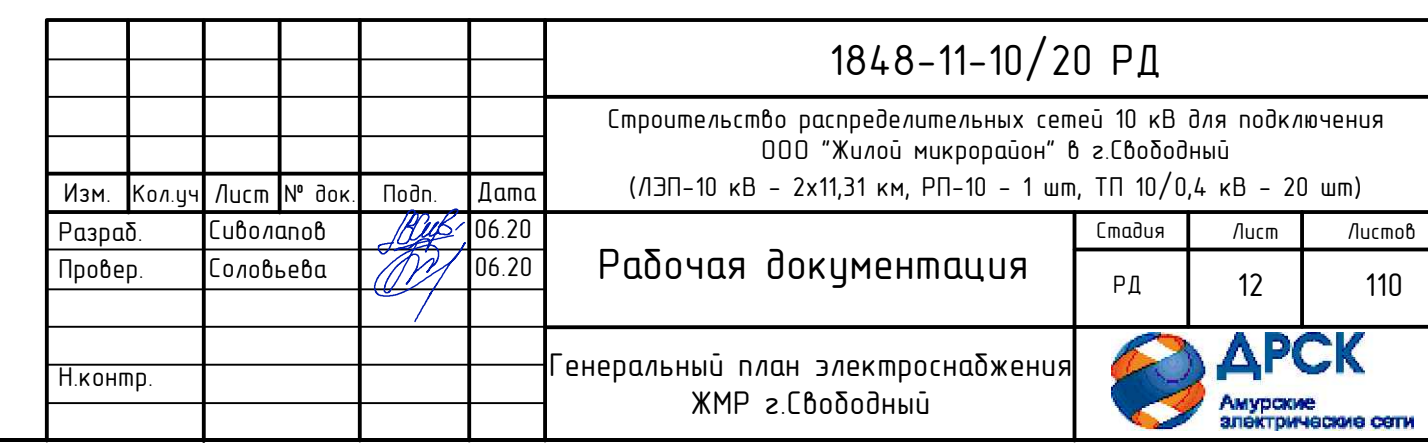 1848-11-10/20 РД
Строительство распределительных сетей 10 кВ для подключения
ООО "Жилой микрорайон" в г.Свободный
(ЛЭП-10 кВ - 2х11,31 км, РП-10 - 1 шт, ТП 10/0,4 кВ - 20 шт)
Изм. Кол.уч Лист № док. Подп. Дата
Разраб. Сиволапов 06.20
Провер. Соловьева 06.20
Н.контр.
Рабочая документация
Стадия Лист Листов
РД 12 110
Генеральный план электроснабжения
ЖМР г.Свободный
ДРСК
Амурские
электрические сети